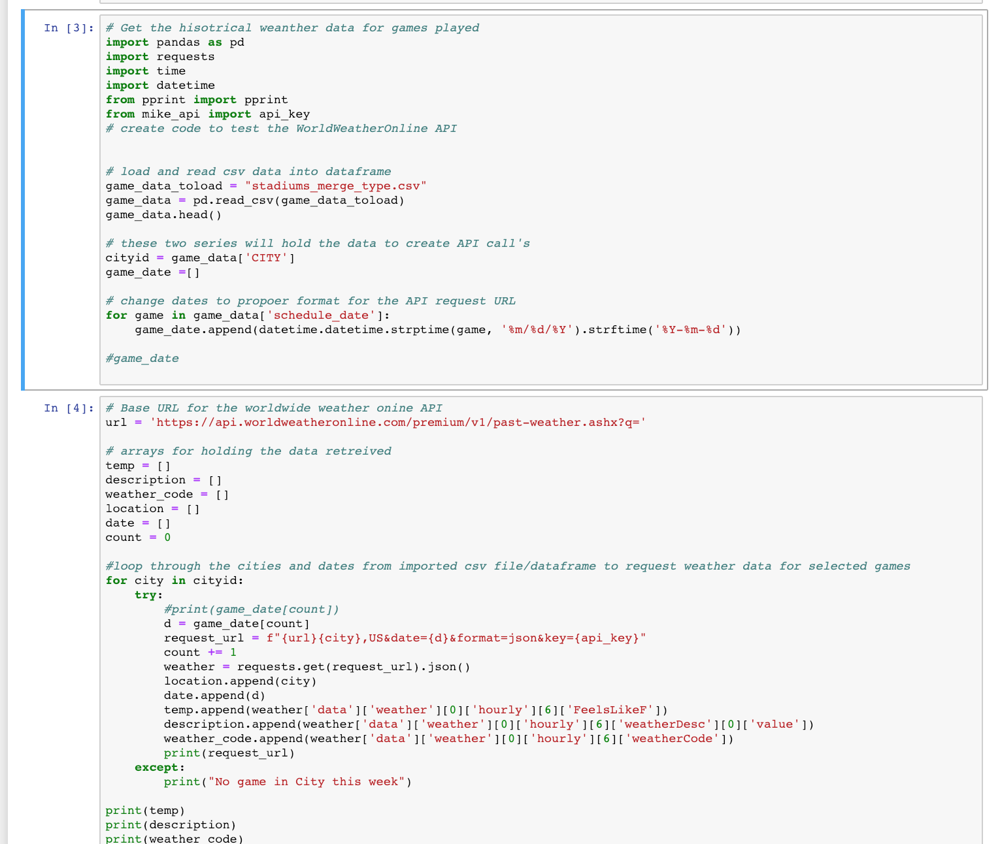 In [3]:
# Get the hisotrical weanther data for games played
import pandas as pd
import requests
import time
import datetime
from pprint import pprint
from mike_api import api_key
# create code to test the WorldWeatherOnline API
# load and read csv data into dataframe
game_data_toload = "stadiums_merge_type.csv"
game_data = pd.read_csv(game_data_toload)
game_data.head()
# these two series will hold the data to create API call's
cityid = game_data['CITY']
game_date =[]
# change dates to propoer format for the API request URL
for game in game_data['schedule_date']:
    game_date.append(datetime.datetime.strptime(game, '%m/%d/%Y').strftime('%Y-%m-%d'))
#game_date
In [4]:
# Base URL for the worldwide weather onine API
url = 'https://api.worldweatheronline.com/premium/v1/past-weather.ashx?q='
# arrays for holding the data retreived
temp = []
description = []
weather_code = []
location = []
date = []
count = 0
#loop through the cities and dates from imported csv file/dataframe to request weather data for selected games
for city in cityid:
    try:
        #print(game_date[count])
        d = game_date[count]
        request_url = f"{url}{city},US&date={d}&format=json&key={api_key}"
        count += 1
        weather = requests.get(request_url).json()
        location.append(city)
        date.append(d)
        temp.append(weather['data']['weather'][0]['hourly'][6]['FeelsLikeF'])
        description.append(weather['data']['weather'][0]['hourly'][6]['weatherDesc'][0]['value'])
        weather_code.append(weather['data']['weather'][0]['hourly'][6]['weatherCode'])
        print(request_url)
    except:
        print("No game in City this week")
print(temp)
print(description)
print(weather_code)